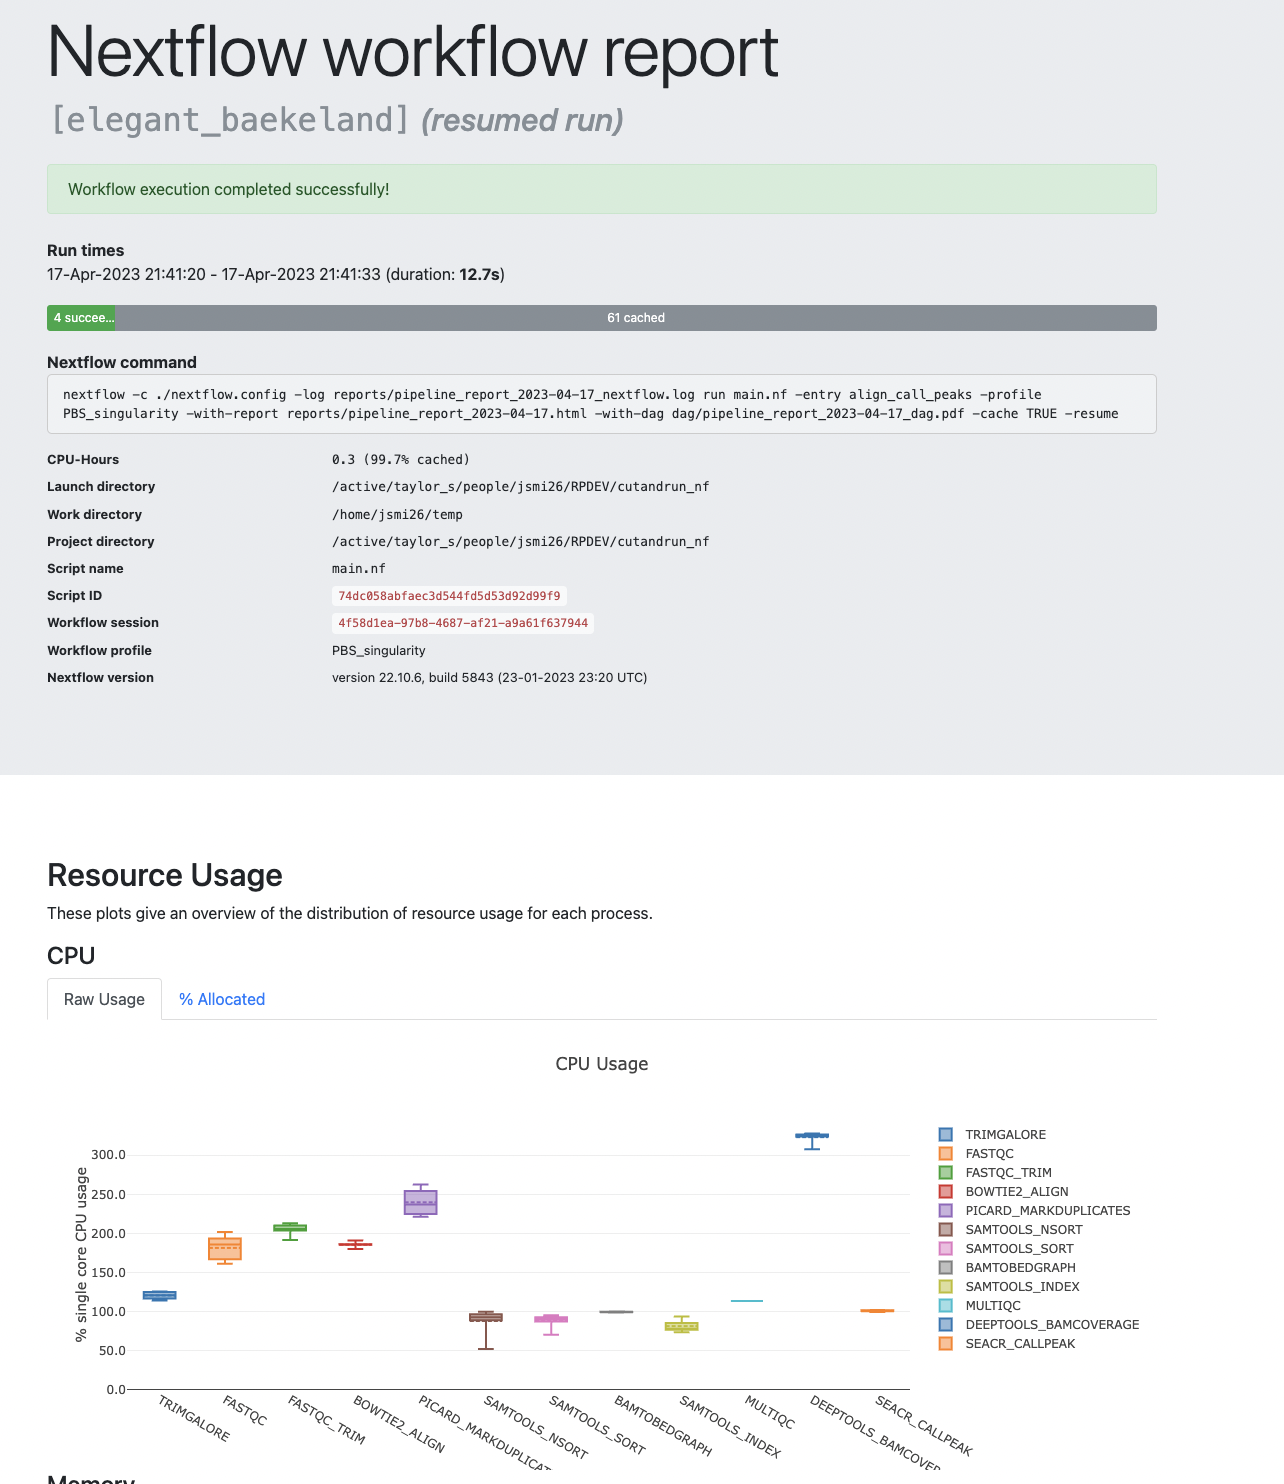 Nextflow workflow report
[elegant_baekeland] (resumed run)
Workflow execution completed successfully!
Run times
17-Apr-2023 21:41:20 - 17-Apr-2023 21:41:33 (duration: 12.7s)
4 succee...
61 cached
Nextflow command
nextflow -c ./nextflow.config -log reports/pipeline_report_2023-04-17_nextflow.log run main.nf -entry align_call_peaks -profile
PBS_singularity -with-report reports/pipeline_report_2023-04-17.html -with-dag dag/pipeline_report_2023-04-17_dag.pdf -cache TRUE -resume
CPU-Hours 0.3 (99.7% cached)
Launch directory /active/taylor_s/people/jsmi26/RPDEV/cutandrun_nf
Work directory /home/jsmi26/temp
Project directory /active/taylor_s/people/jsmi26/RPDEV/cutandrun_nf
Script name main.nf
Script ID 74dc058abfaec3d544fd5d53d92d99f9
Workflow session 4f58d1ea-97b8-4687-af21-a9a61f637944
Workflow profile PBS_singularity
Nextflow version version 22.10.6, build 5843 (23-01-2023 23:20 UTC)
Resource Usage
These plots give an overview of the distribution of resource usage for each process.
CPU
Raw Usage
% Allocated
CPU Usage
% single core CPU usage
300.0
250.0
200.0
150.0
100.0
50.0
0.0
TRIMGALORE
FASTQC
FASTQC_TRIM
BOWTIE2_ALIGN
PICARD_MARKDUPLICAT
SAMTOOLS_NSORT
SAMTOOLS_SORT
BAMTOBEDGRAPH
SAMTOOLS_INDEX
MULTIQC
DEEPTOOLS_BAMCOVER
SEACR_CALLPEAK
TRIMGALORE
FASTQC
FASTQC_TRIM
BOWTIE2_ALIGN
PICARD_MARKDUPLICATES
SAMTOOLS_NSORT
SAMTOOLS_SORT
BAMTOBEDGRAPH
SAMTOOLS_INDEX
MULTIQC
DEEPTOOLS_BAMCOVERAGE
SEACR_CALLPEAK
Memory